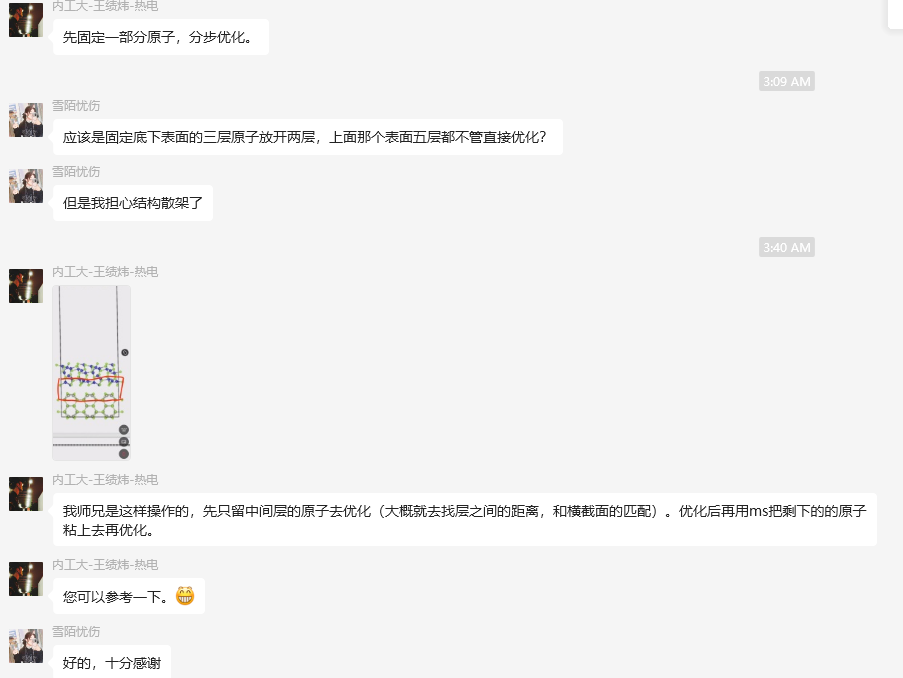 内工大-王绩炜-热电
先固定一部分原子，分步优化。
3:09 AM
雪陌忧伤
应该是固定底下表面的三层原子放开两层，上面那个表面五层都不管直接优化？
雪陌忧伤
但是我担心结构散架了
3:40 AM
内工大-王绩炜-热电
内工大-王绩炜-热电
我师兄是这样操作的，先只留中间层的原子去优化（大概就去找层之间的距离，和横截面的匹配）。优化后再用ms把剩下的的原子
粘上去再优化。
内工大-王绩炜-热电
您可以参考一下。😁
雪陌忧伤
好的，十分感谢